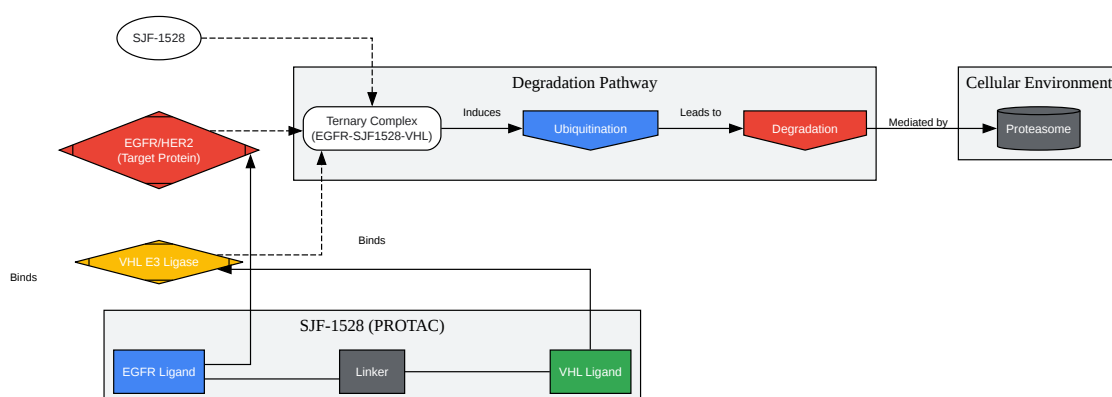 SJF-1528
Degradation Pathway
Cellular Environment
Ternary Complex
(EGFR-SJF1528-VHL)
Induces
Ubiquitination
Leads to
Degradation
Mediated by
Proteasome
EGFR/HER2
(Target Protein)
Binds
VHL E3 Ligase
Binds
SJF-1528 (PROTAC)
EGFR Ligand
Linker
VHL Ligand